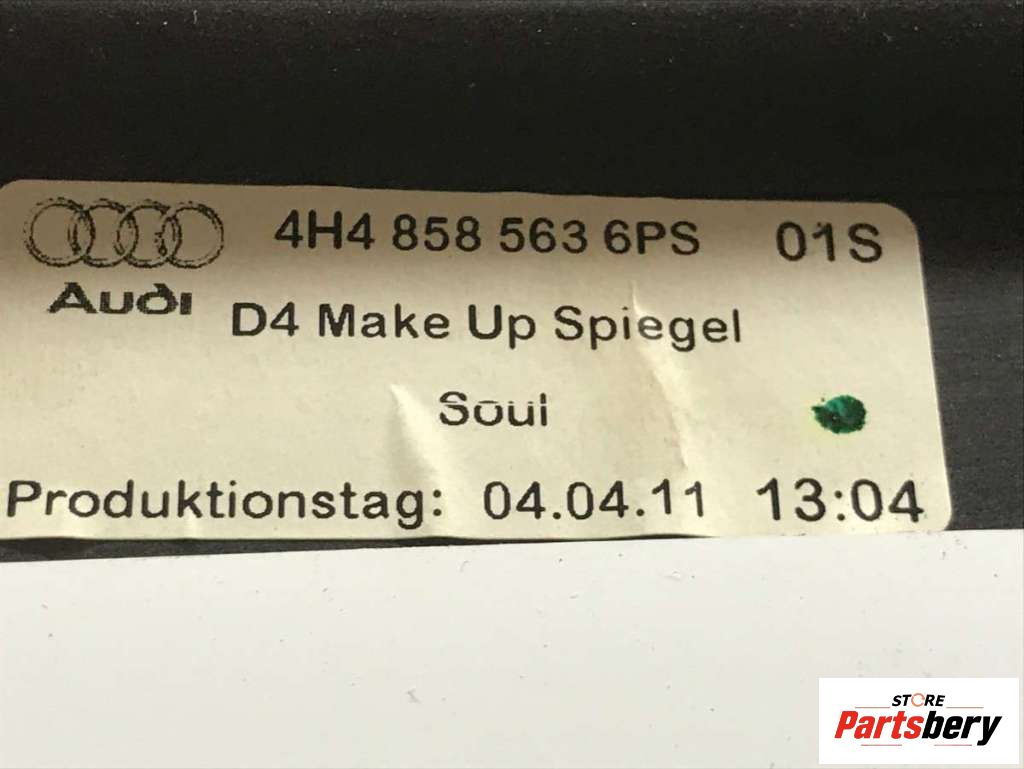 4H4 858 563 6PS 01S
Audi
D4 Make Up Spiegel
Soul
Produktionstag: 04.04.11 13:04
STORE
Partsbery